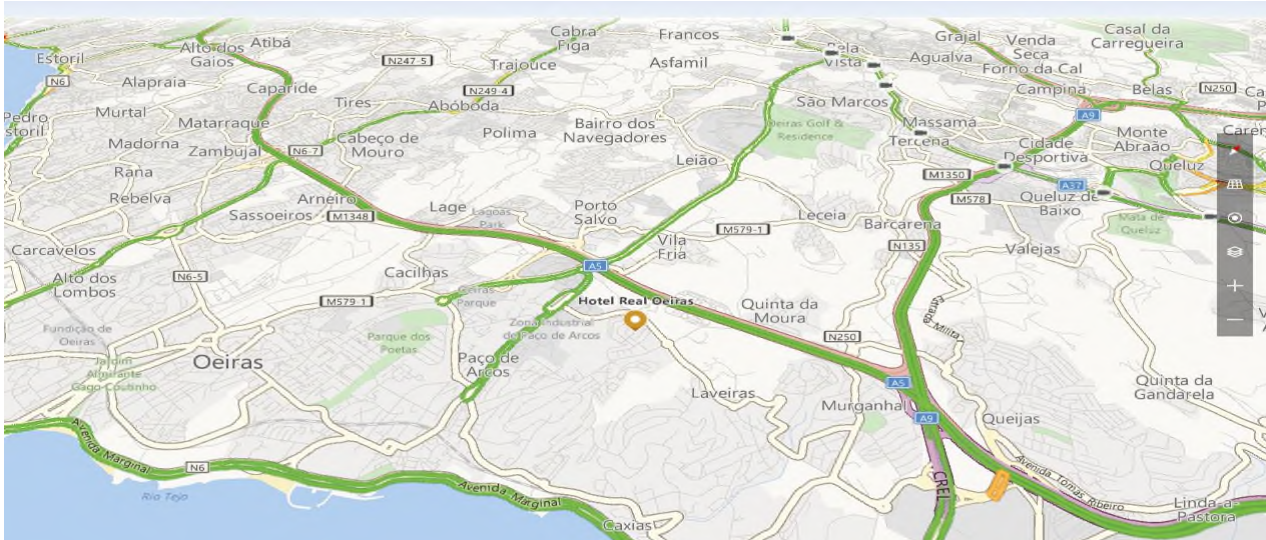 Cabra
Figa
Francos
Grajal
Venda
Seca
Casal da
Carregueira
Estoril
Alto dos
Gaios
Atibá
N247-5
Trajouce
Asfamil
Bela
Vista
Agualva
Forno da Cal
N6
Alapraia
Caparide
N249-4
Campina
Belas
N250
Murtal
Tires
Abóboda
São Marcos
Pedro
Estoril
Matarraque
Cabeço de
Mouro
Polima
Bairro dos
Navegadores
Oeiras Golf &
Residence
Massamá
A9
Monte
Abraão
Madorna
Zambujal
N6-7
Leião
Tercena
Cidade
Desportiva
Queluz
Rana
M1350
A37
Rebelva
Arneiro
Lage
Porto
Salvo
M578
Queluz de
Baixo
Sassoeiros
M1348
Lagoas
Park
Leceia
Barcarena
Mata de
Queluz
Carcavelos
Vila
Fria
M579-1
N135
Valejas
Alto dos
Lombos
N6-5
Cacilhas
A5
M579-1
Oeiras
Parque
Hotel Real Oeiras
Quinta da
Moura
Estrada Milita
Fundição de
Oeiras
Parque dos
Poetas
Zona Industrial
de Paço de Arcos
N250
Oeiras
Paço de
Arcos
Jardim
Almirante
Gago Coutinho
Laveiras
A5
Quinta da
Gandarela
Murganhal
A9
Queijas
Avenida Marginal
N6
Rio Tejo
Avenida Marginal
CREL
Avenida Tomas Ribeiro
Caxias
Linda-a-
Pastora